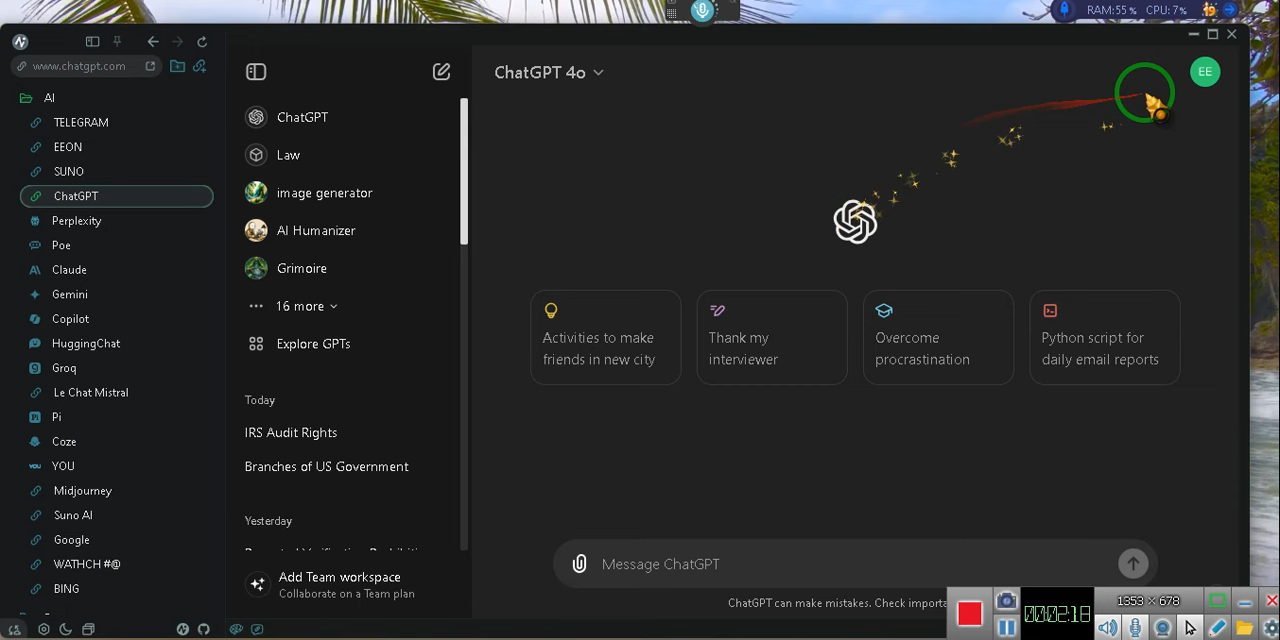 RAM:55 % CPU: 7%
19
www.chatgpt.com
AI
TELEGRAM
EEON
SUNO
ChatGPT
Perplexity
Poe
Claude
Gemini
Copilot
HuggingChat
Groq
Le Chat Mistral
Pi
Coze
YOU
Midjourney
Suno AI
Google
WATHCH #@
BING
ChatGPT
Law
image generator
AI Humanizer
Grimoire
16 more
Explore GPTs
Today
IRS Audit Rights
Branches of US Government
Yesterday
Add Team workspace
Collaborate on a Team plan
ChatGPT 4o
EE
Activities to make
friends in new city
Thank my
interviewer
Overcome
procrastination
Python script for
daily email reports
Message ChatGPT
ChatGPT can make mistakes. Check importa
1353 x 678
000:2:18